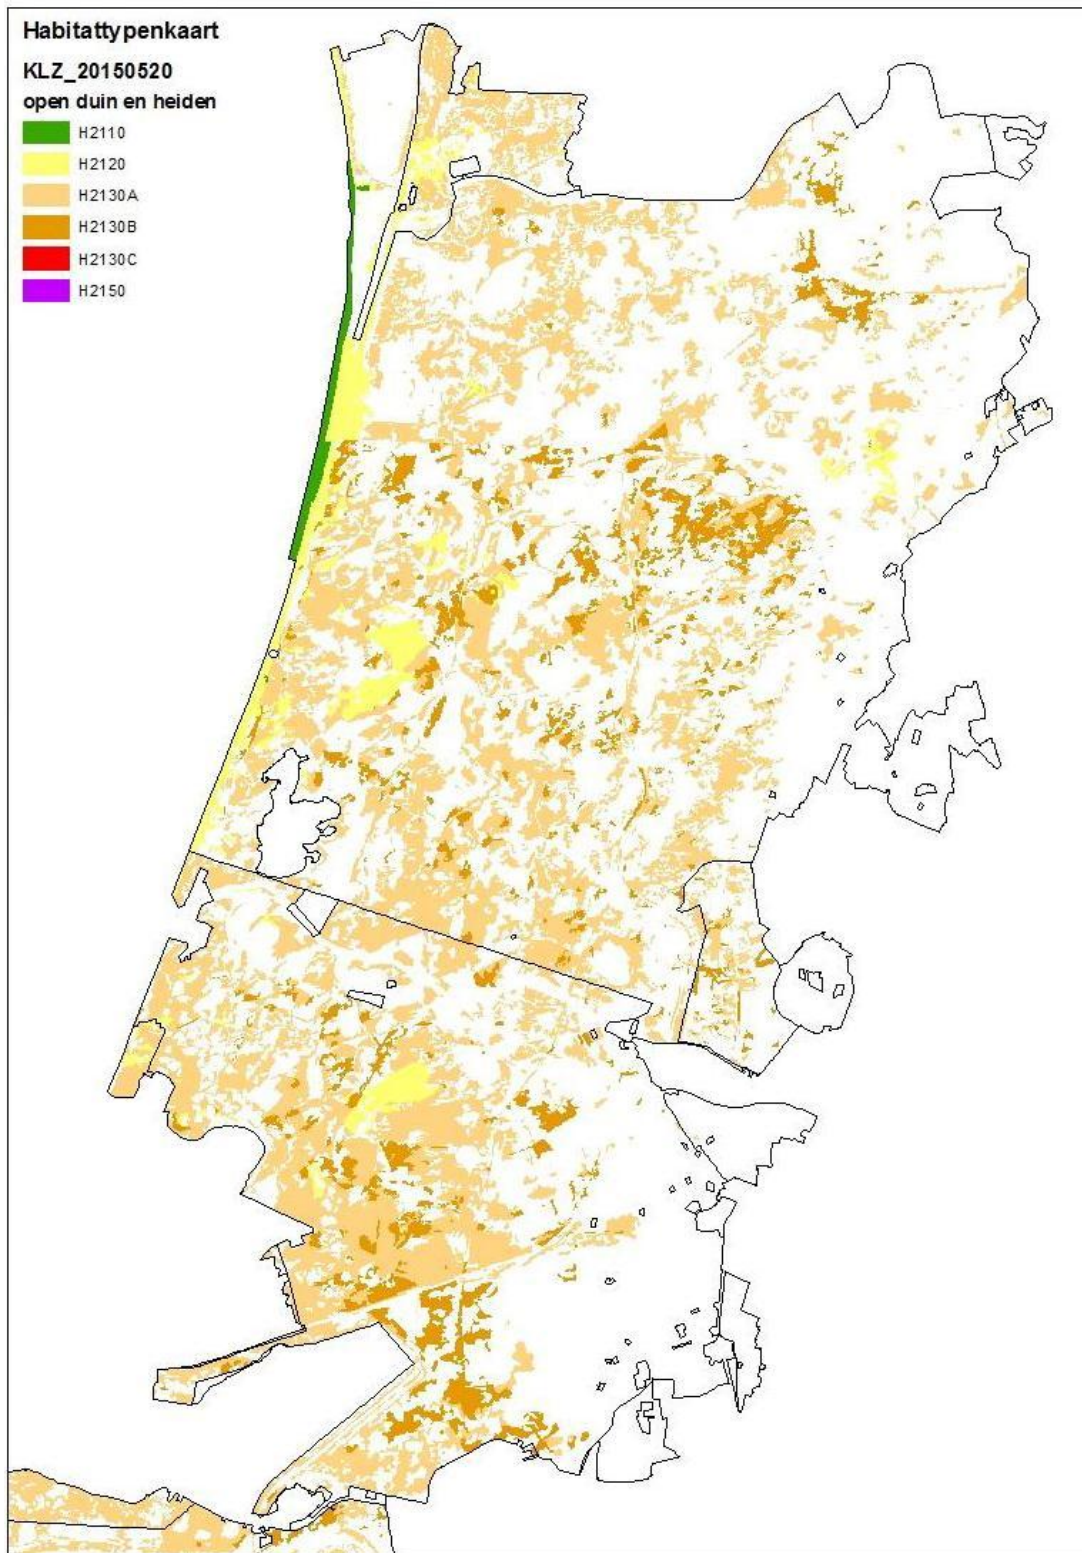 Habitattypenkaart
KLZ_20150520
open duin en heiden
H2110
H2120
H2130A
H2130B
H2130C
H2150